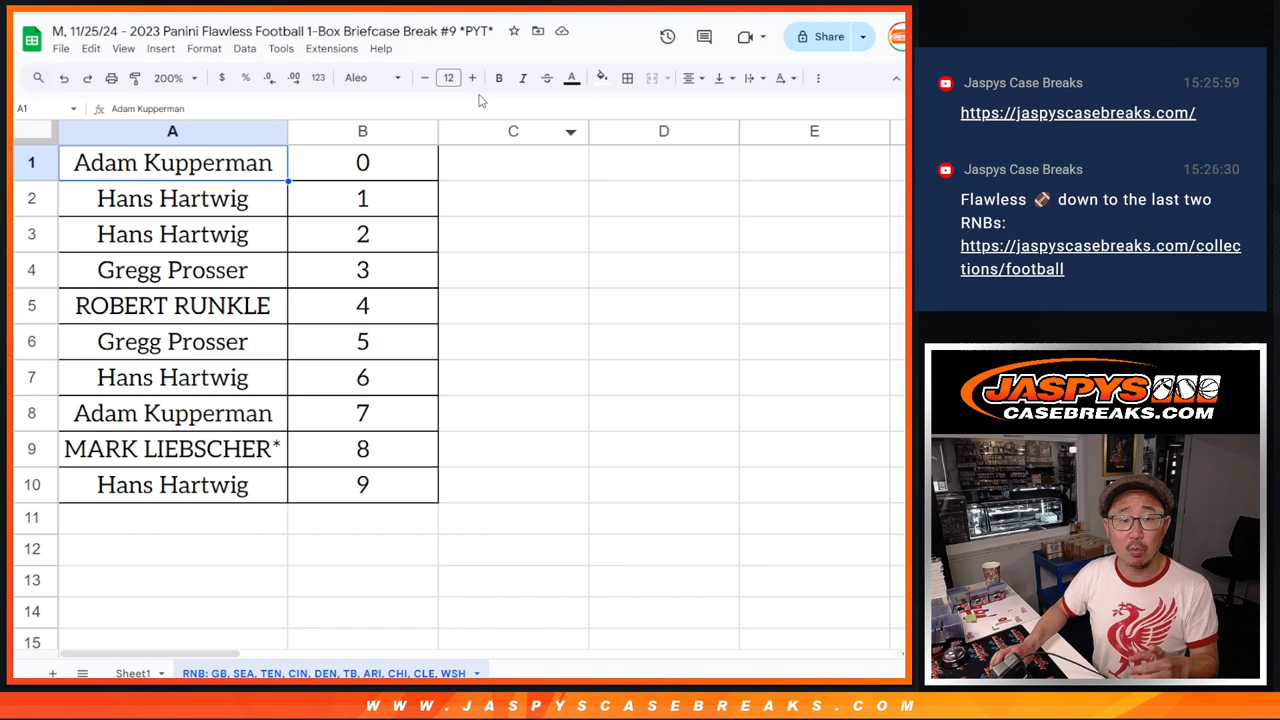 M, 11/25/24 - 2023 Panini Flawless Football 1-Box Briefcase Break #9 *PYT*
File Edit View Insert Format Data Tools Extensions Help
Share
200% $ % .0 .00 123 Aleo 12 B I A
A1 fx Adam Kupperman
A B C D E
1 Adam Kupperman 0
2 Hans Hartwig 1
3 Hans Hartwig 2
4 Gregg Prosser 3
5 ROBERT RUNKLE 4
6 Gregg Prosser 5
7 Hans Hartwig 6
8 Adam Kupperman 7
9 MARK LIEBSCHER* 8
10 Hans Hartwig 9
11
12
13
14
15
Sheet1 RNB: GB, SEA, TEN, CIN, DEN, TB, ARI, CHI, CLE, WSH
Jaspys Case Breaks 15:25:59
https://jaspyscasebreaks.com/
Jaspys Case Breaks 15:26:30
Flawless 🏈 down to the last two
RNBs:
https://jaspyscasebreaks.com/collec
tions/football
JASPYS
CASEBREAKS.COM
WWW.JASPYSCASEBREAKS.COM